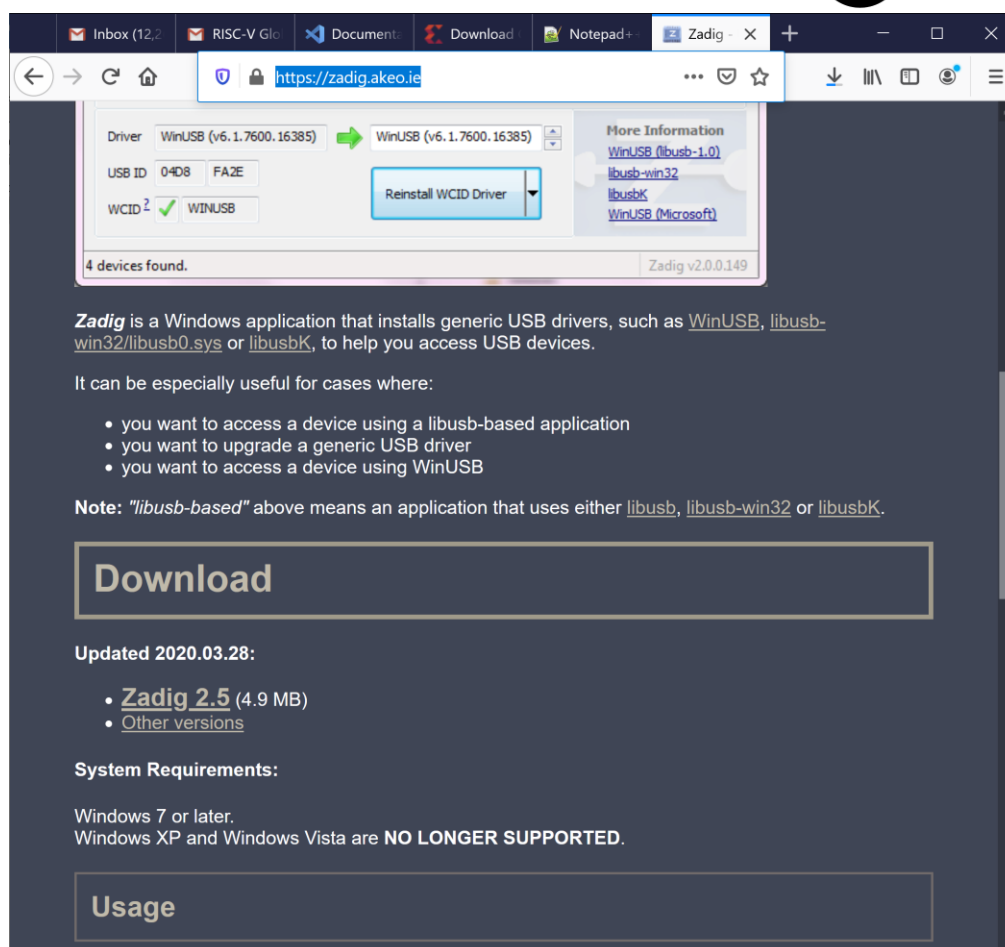 Inbox (12,2
RISC-V Glo
Documenta
Download
Notepad++
Zadig -
https://zadig.akeo.ie
Driver WinUSB (v6.1.7600.16385) WinUSB (v6.1.7600.16385)
More Information
WinUSB (libusb-1.0)
USB ID 04D8 FA2E
libusb-win32
Reinstall WCID Driver
libusbK
WCID ? WINUSB
WinUSB (Microsoft)
4 devices found.
Zadig v2.0.0.149
Zadig is a Windows application that installs generic USB drivers, such as WinUSB, libusb-
win32/libusb0.sys or libusbK, to help you access USB devices.
It can be especially useful for cases where:
• you want to access a device using a libusb-based application
• you want to upgrade a generic USB driver
• you want to access a device using WinUSB
Note: "libusb-based" above means an application that uses either libusb, libusb-win32 or libusbK.
Download
Updated 2020.03.28:
• Zadig 2.5 (4.9 MB)
• Other versions
System Requirements:
Windows 7 or later.
Windows XP and Windows Vista are NO LONGER SUPPORTED.
Usage